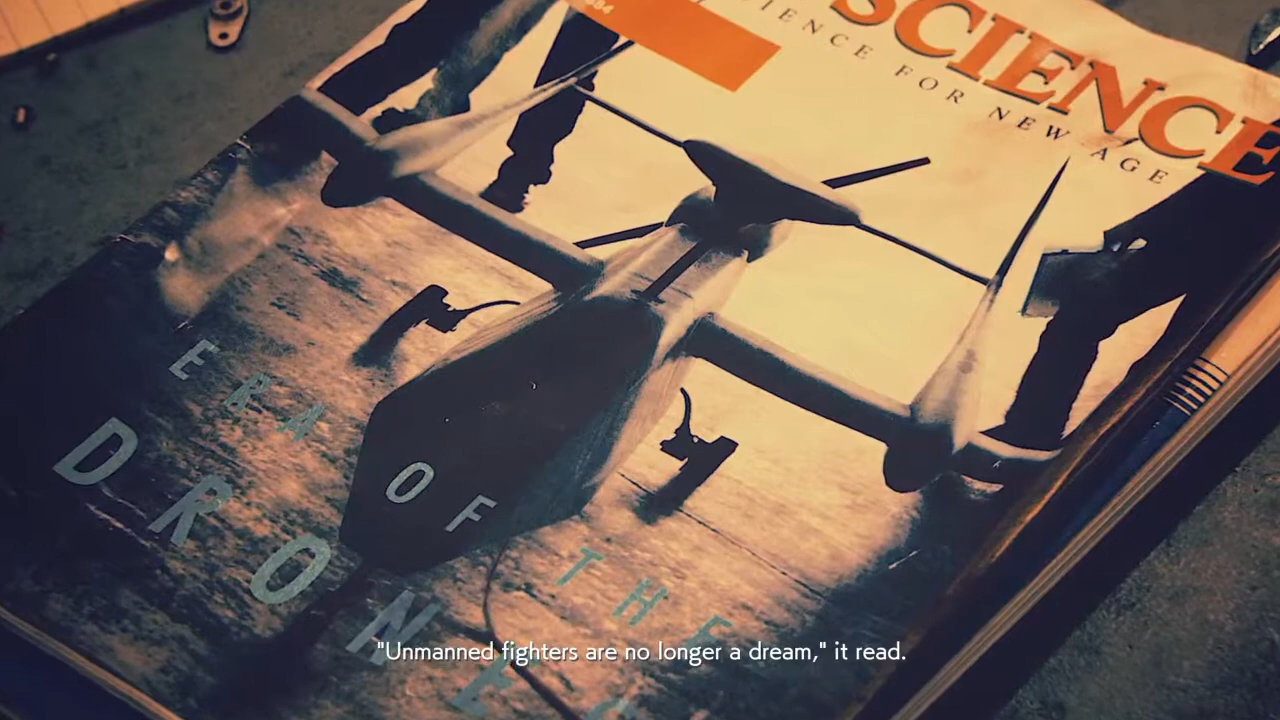 SCIENCE
SCIENCE FOR NEW AGE
ERA OF THE
DRONE
"Unmanned fighters are no longer a dream," it read.